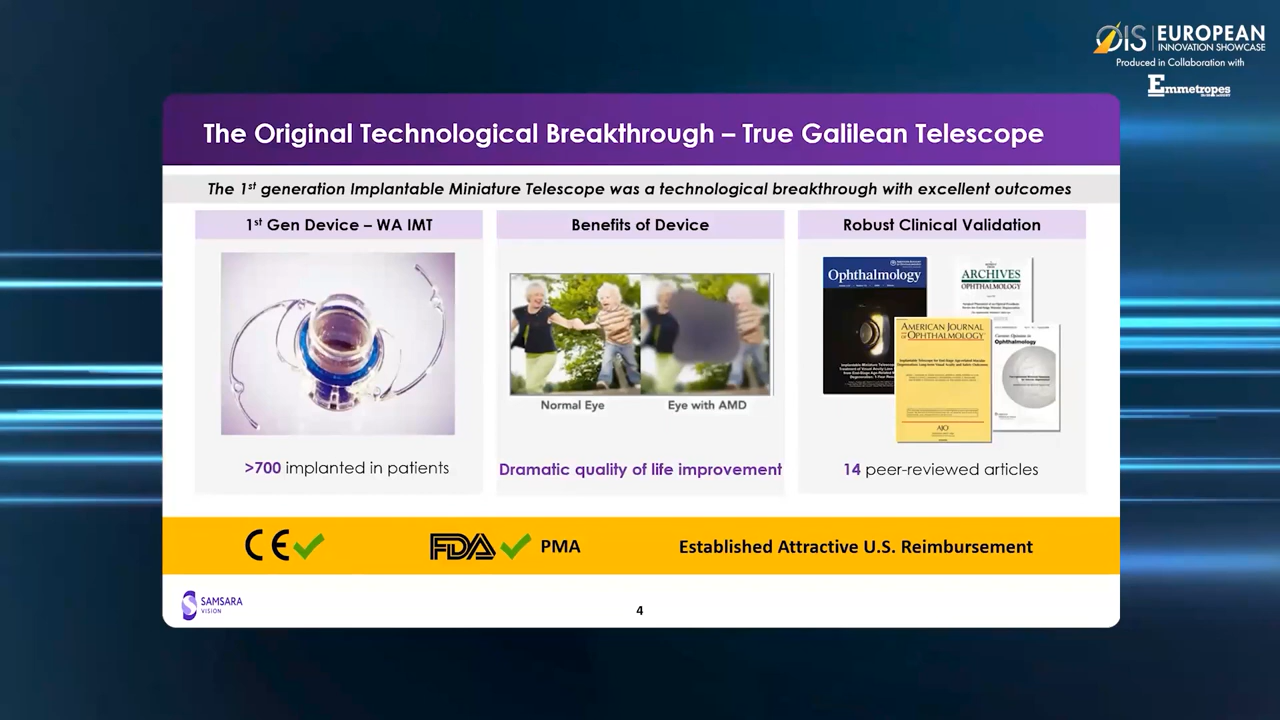 OIS EUROPEAN
INNOVATION SHOWCASE
Produced in Collaboration with
Emmetropes
The Original Technological Breakthrough – True Galilean Telescope
The 1st generation Implantable Miniature Telescope was a technological breakthrough with excellent outcomes
1st Gen Device – WA IMT
>700 implanted in patients
Benefits of Device
Normal Eye
Eye with AMD
Dramatic quality of life improvement
Robust Clinical Validation
Ophthalmology
ARCHIVES
OPHTHALMOLOGY
AMERICAN JOURNAL
OF OPHTHALMOLOGY
Ophthalmology
AJO
14 peer-reviewed articles
CE
FDA PMA
Established Attractive U.S. Reimbursement
SAMSARA
VISION
4